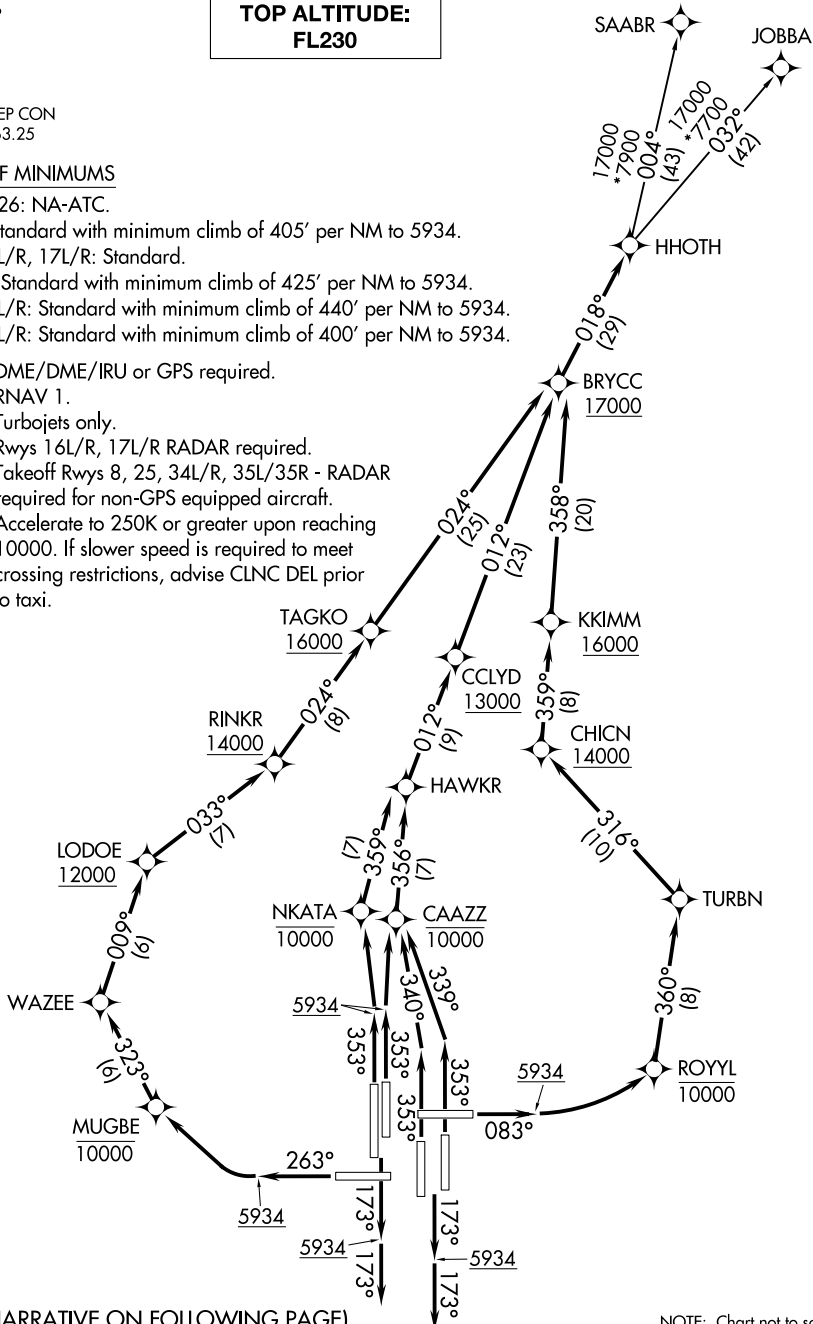 TOP ALTITUDE:
FL230
EP CON
3.25
F MINIMUMS
26: NA-ATC.
tandard with minimum climb of 405' per NM to 5934.
L/R, 17L/R: Standard.
Standard with minimum climb of 425' per NM to 5934.
L/R: Standard with minimum climb of 440' per NM to 5934.
L/R: Standard with minimum climb of 400' per NM to 5934.
DME/DME/IRU or GPS required.
RNAV 1.
Turbojets only.
Rwys 16L/R, 17L/R RADAR required.
Takeoff Rwys 8, 25, 34L/R, 35L/35R - RADAR
required for non-GPS equipped aircraft.
Accelerate to 250K or greater upon reaching
10000. If slower speed is required to meet
crossing restrictions, advise CLNC DEL prior
o taxi.
SAABR
JOBBA
17000
*7900
004°
(43)
17000
*7700
032°
(42)
HHOTH
018°
(29)
BRYCC
17000
024°
(25)
012°
(23)
358°
(20)
TAGKO
16000
KKIMM
16000
CCLYD
13000
024°
(8)
012°
(9)
359°
(8)
RINKR
14000
CHICN
14000
HAWKR
033°
(7)
316°
(10)
LODOE
12000
359°
(7)
356°
(7)
NKATA
10000
CAAZZ
10000
TURBN
009°
(6)
WAZEE
340°
339°
360°
(8)
5934
353°
353°
353°
353°
323°
(6)
MUGBE
10000
5934
083°
ROYYL
10000
263°
5934
173°
5934
173°
173°
5934
173°
NARRATIVE ON FOLLOWING PAGE)
NOTE: Chart not to sc